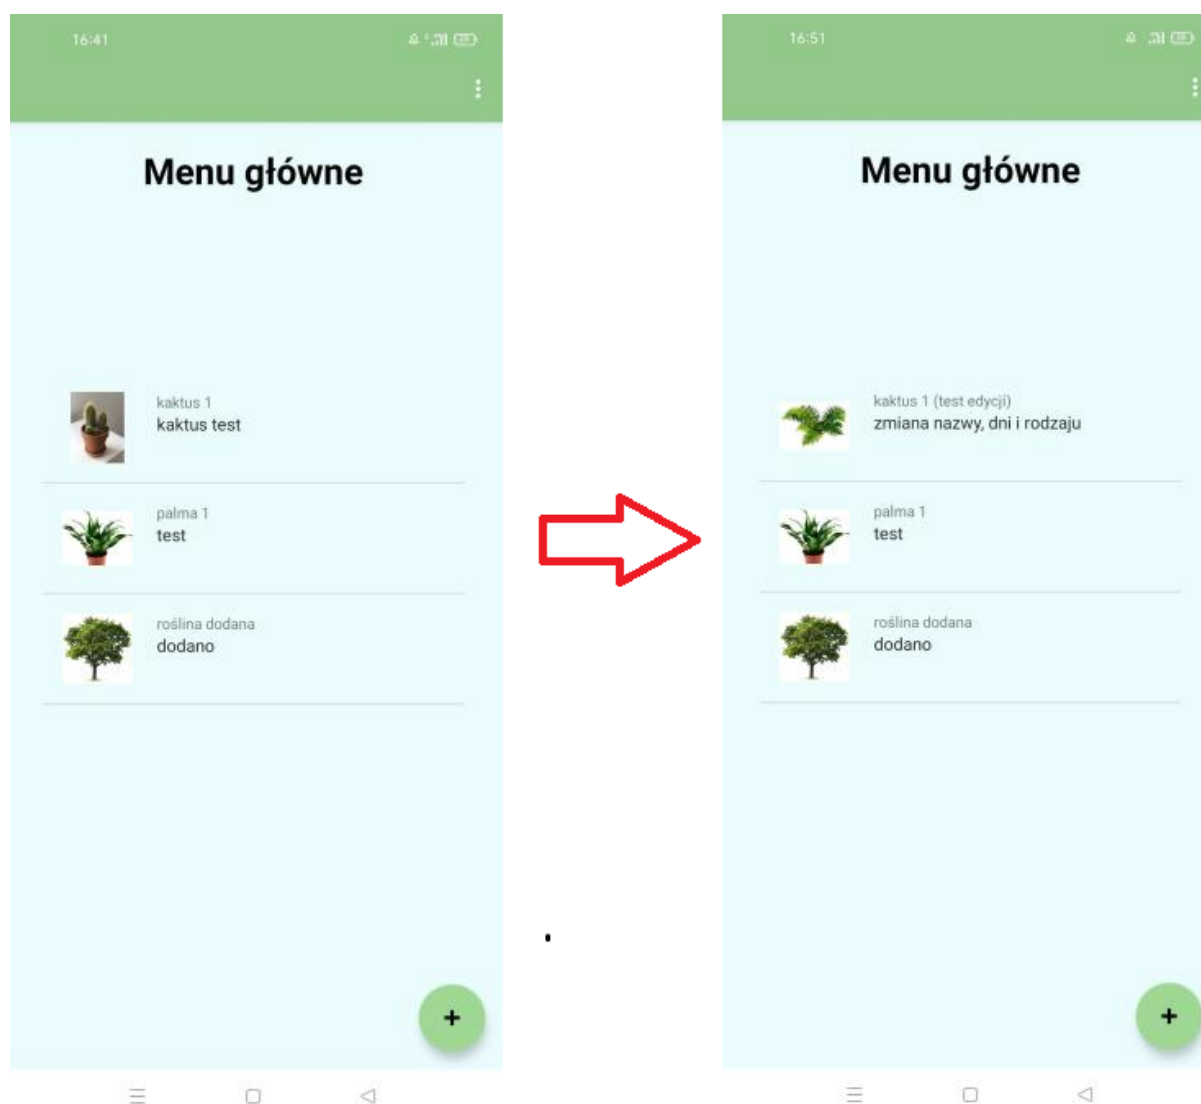 16:41
Menu główne
kaktus 1
kaktus test
palma 1
test
roślina dodana
dodano
+
16:51
Menu główne
kaktus 1 (test edycji)
zmiana nazwy, dni i rodzaju
palma 1
test
roślina dodana
dodano
+